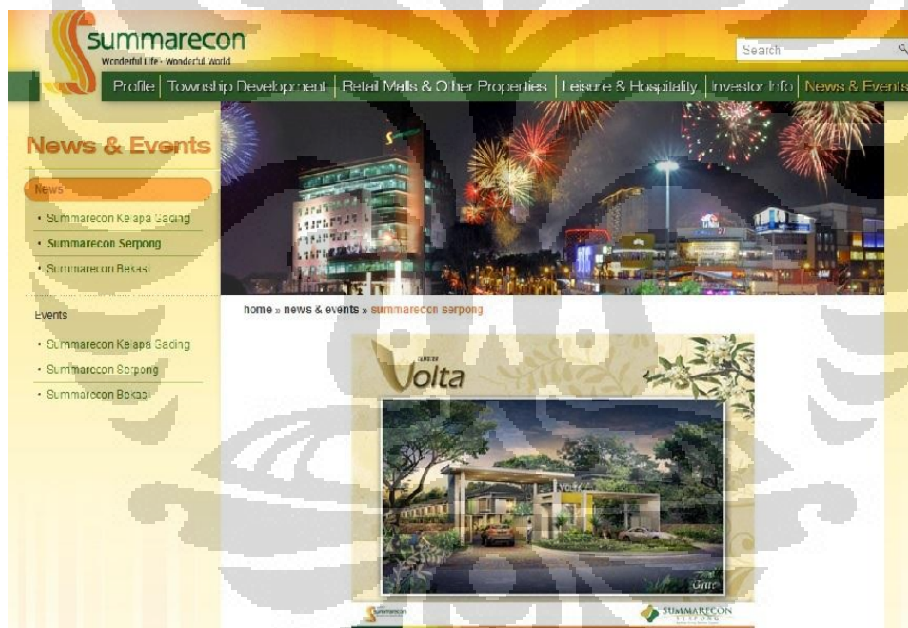 summarecon
Wonderful Life - Wonderful World
Search
Profile
Township Development
Retail Malls & Other Properties
Leisure & Hospitality
Investor Info
News & Events
News & Events
News
• Summarecon Kelapa Gading
• Summarecon Serpong
• Summarecon Bekasi
home » news & events » summarecon serpong
Events
• Summarecon Kelapa Gading
• Summarecon Serpong
• Summarecon Bekasi
Volta
VOLTA
Gate
summarecon
SUMMARECON
SERPONG